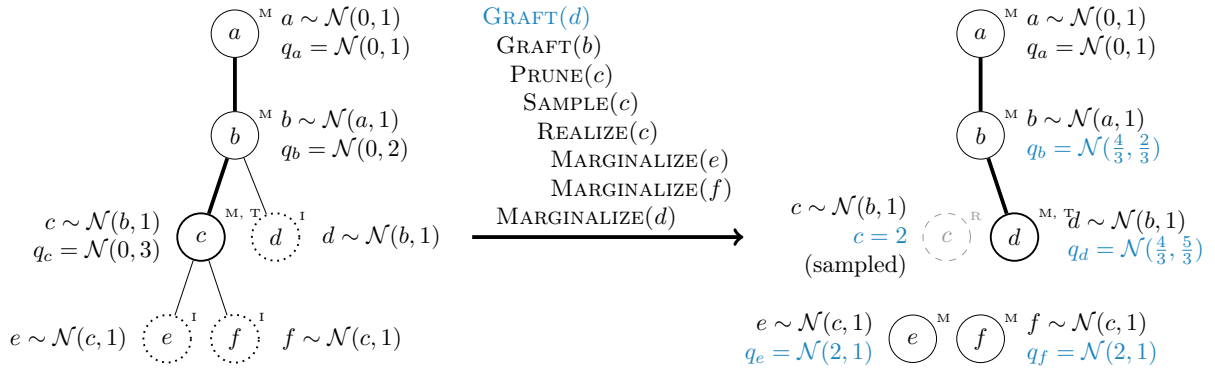 a M a ∼ N(0, 1)
q_a = N(0, 1)
b M b ∼ N(a, 1)
q_b = N(0, 2)
c ∼ N(b, 1)
q_c = N(0, 3)
c M, T
d I d ∼ N(b, 1)
e ∼ N(c, 1) e I
f I f ∼ N(c, 1)
GRAFT(d)
GRAFT(b)
PRUNE(c)
SAMPLE(c)
REALIZE(c)
MARGINALIZE(e)
MARGINALIZE(f)
MARGINALIZE(d)
a M a ∼ N(0, 1)
q_a = N(0, 1)
b M b ∼ N(a, 1)
q_b = N(4/3, 2/3)
c ∼ N(b, 1)
c = 2
(sampled)
c R
d M, T d ∼ N(b, 1)
q_d = N(4/3, 5/3)
e ∼ N(c, 1)
q_e = N(2, 1)
e M
f M f ∼ N(c, 1)
q_f = N(2, 1)